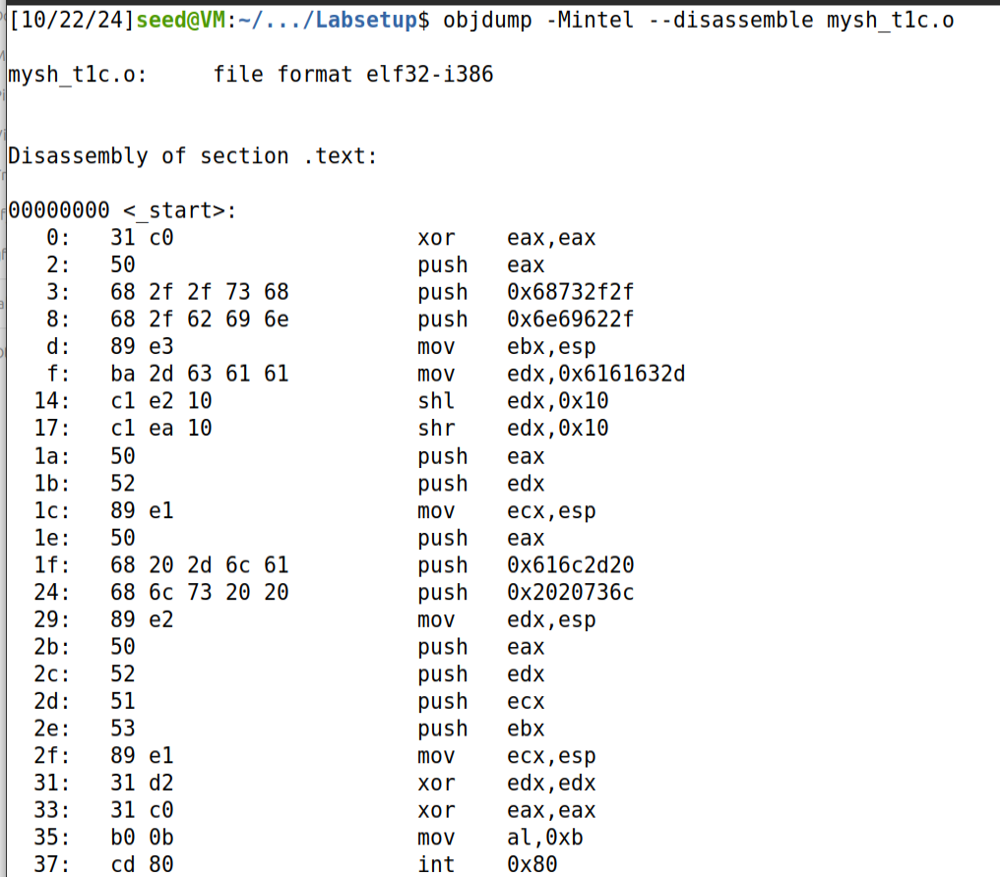 [10/22/24]seed@VM:~/.../Labsetup$ objdump -Mintel --disassemble mysh_t1c.o
mysh_t1c.o:     file format elf32-i386
Disassembly of section .text:
00000000 <_start>:
   0:   31 c0                   xor    eax,eax
   2:   50                      push   eax
   3:   68 2f 2f 73 68          push   0x68732f2f
   8:   68 2f 62 69 6e          push   0x6e69622f
   d:   89 e3                   mov    ebx,esp
   f:   ba 2d 63 61 61          mov    edx,0x6161632d
  14:   c1 e2 10                shl    edx,0x10
  17:   c1 ea 10                shr    edx,0x10
  1a:   50                      push   eax
  1b:   52                      push   edx
  1c:   89 e1                   mov    ecx,esp
  1e:   50                      push   eax
  1f:   68 20 2d 6c 61          push   0x616c2d20
  24:   68 6c 73 20 20          push   0x2020736c
  29:   89 e2                   mov    edx,esp
  2b:   50                      push   eax
  2c:   52                      push   edx
  2d:   51                      push   ecx
  2e:   53                      push   ebx
  2f:   89 e1                   mov    ecx,esp
  31:   31 d2                   xor    edx,edx
  33:   31 c0                   xor    eax,eax
  35:   b0 0b                   mov    al,0xb
  37:   cd 80                   int    0x80